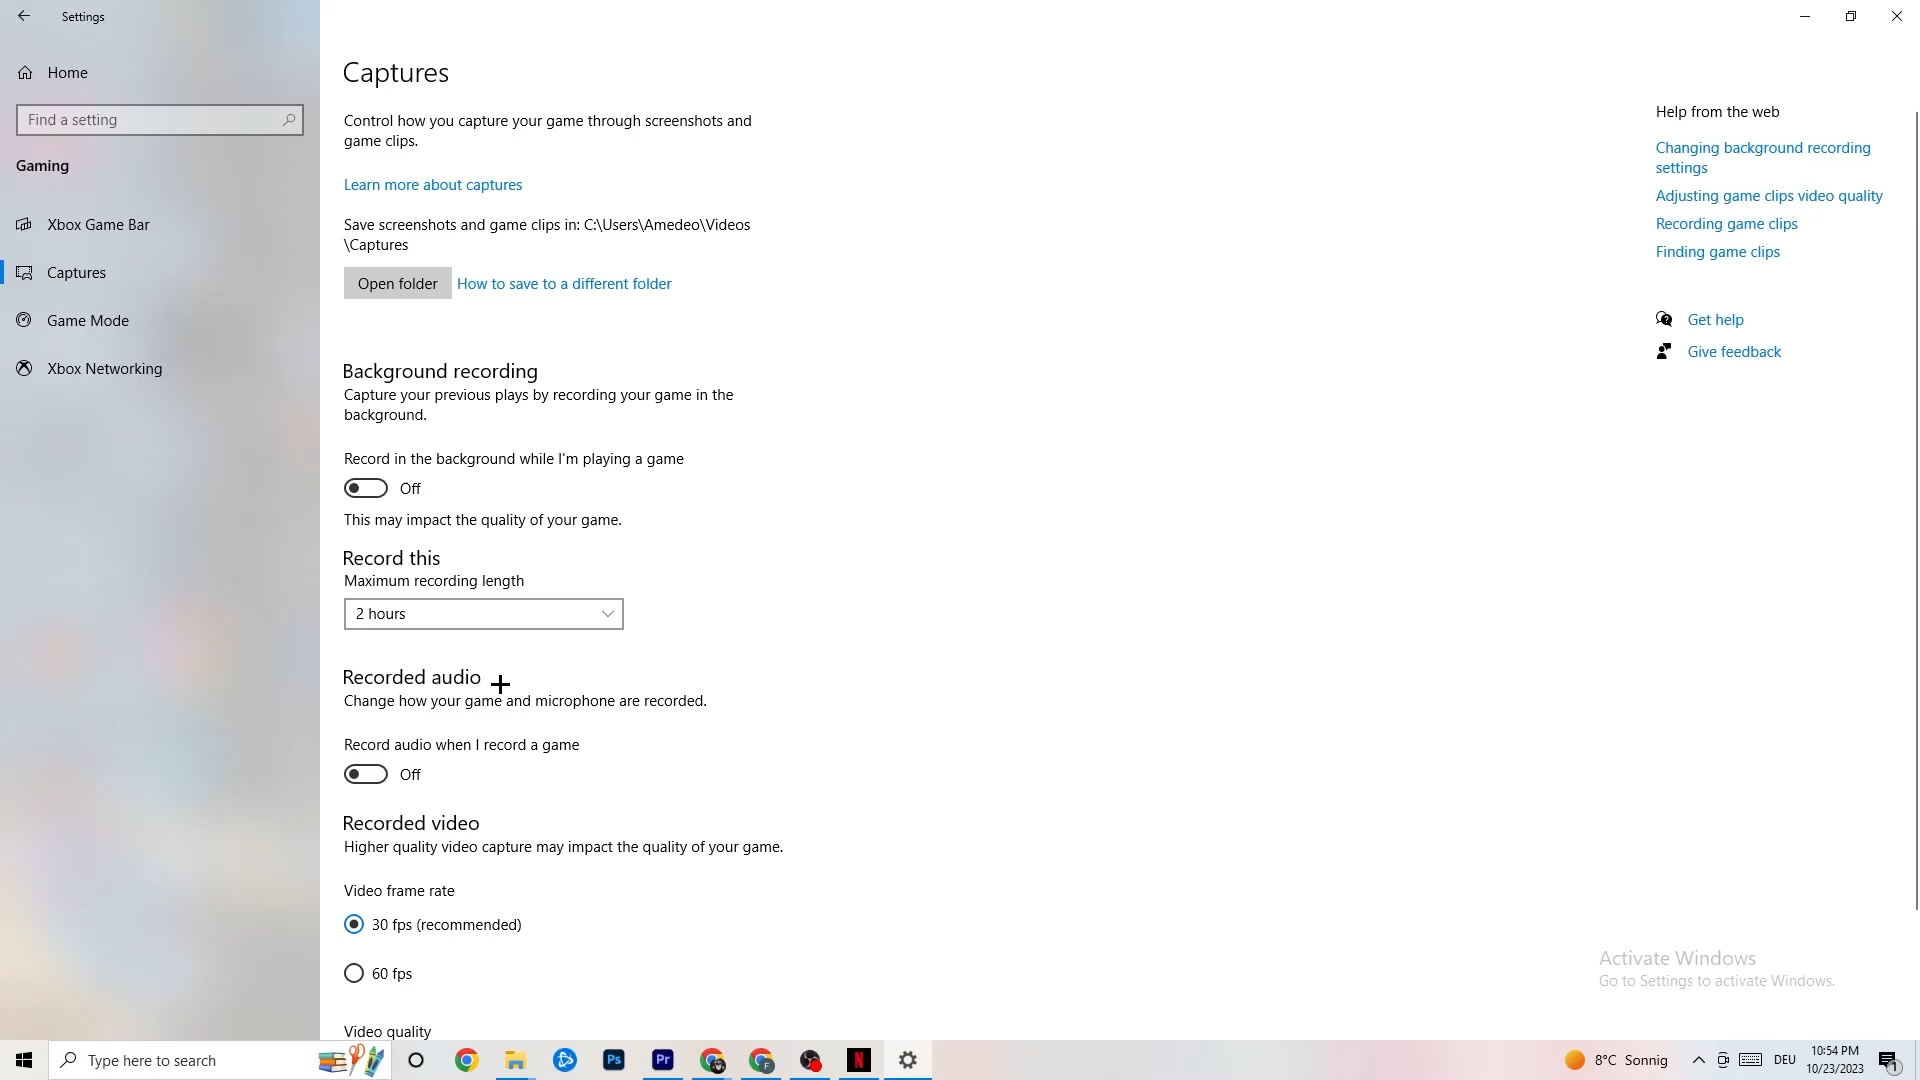 Settings
Home
Find a setting
Gaming
Xbox Game Bar
Captures
Game Mode
Xbox Networking
Captures
Control how you capture your game through screenshots and
game clips.
Learn more about captures
Save screenshots and game clips in: C:\Users\Amedeo\Videos
\Captures
Open folder
How to save to a different folder
Background recording
Capture your previous plays by recording your game in the
background.
Record in the background while I'm playing a game
Off
This may impact the quality of your game.
Record this
Maximum recording length
2 hours
Recorded audio
Change how your game and microphone are recorded.
Record audio when I record a game
Off
Recorded video
Higher quality video capture may impact the quality of your game.
Video frame rate
30 fps (recommended)
60 fps
Video quality
Help from the web
Changing background recording
settings
Adjusting game clips video quality
Recording game clips
Finding game clips
Get help
Give feedback
Activate Windows
Go to Settings to activate Windows.
Type here to search
Ps
Pr
F
N
8°C Sonnig
DEU
10:54 PM
10/23/2023
1